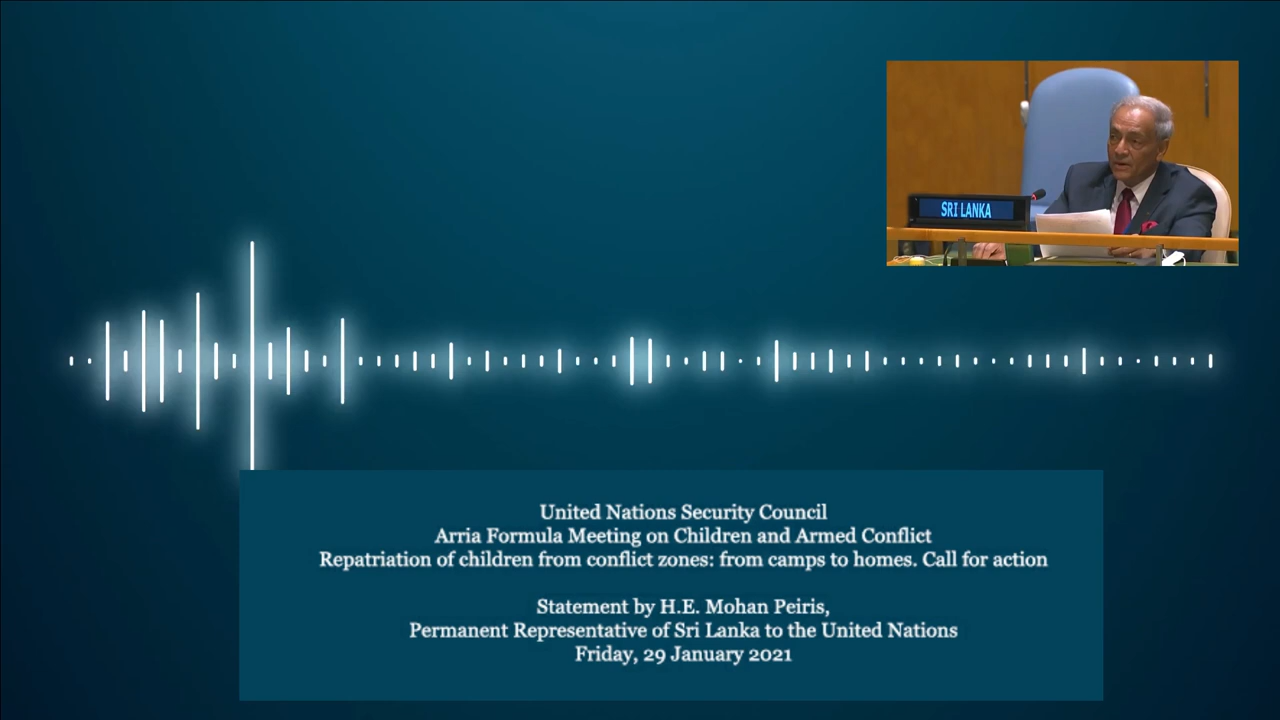 SRI LANKA
United Nations Security Council
Arria Formula Meeting on Children and Armed Conflict
Repatriation of children from conflict zones: from camps to homes. Call for action
Statement by H.E. Mohan Peiris,
Permanent Representative of Sri Lanka to the United Nations
Friday, 29 January 2021